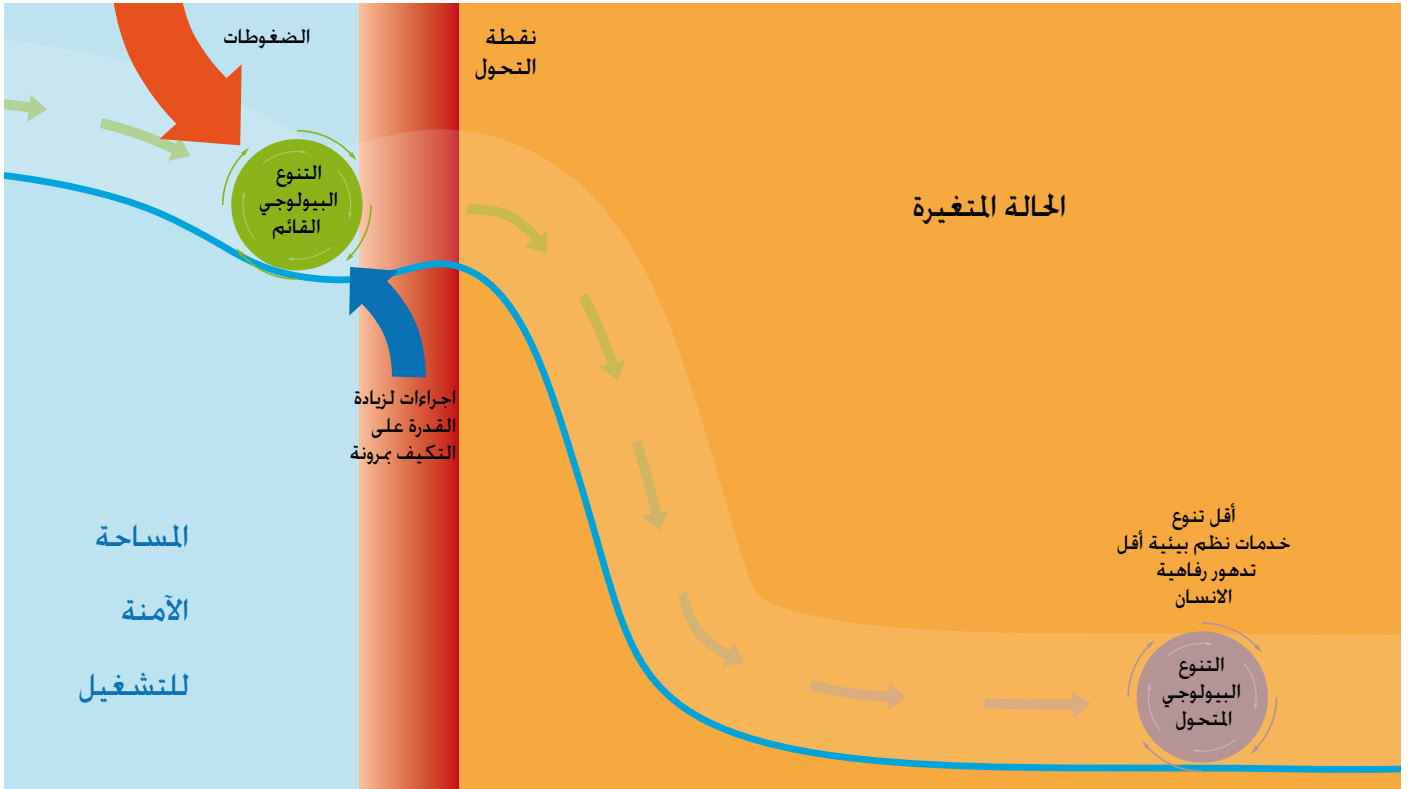 الضغوطات
نقطة
التحول
التنوع
البيولوجي
القائم
الحالة المتغيرة
اجراءات لزيادة
القدرة على
التكيف بمرونة
المساحة
الآمنة
للتشغيل
أقل تنوع
خدمات نظم بيئية أقل
تدهور رفاهية
الانسان
التنوع
البيولوجي
المتحول